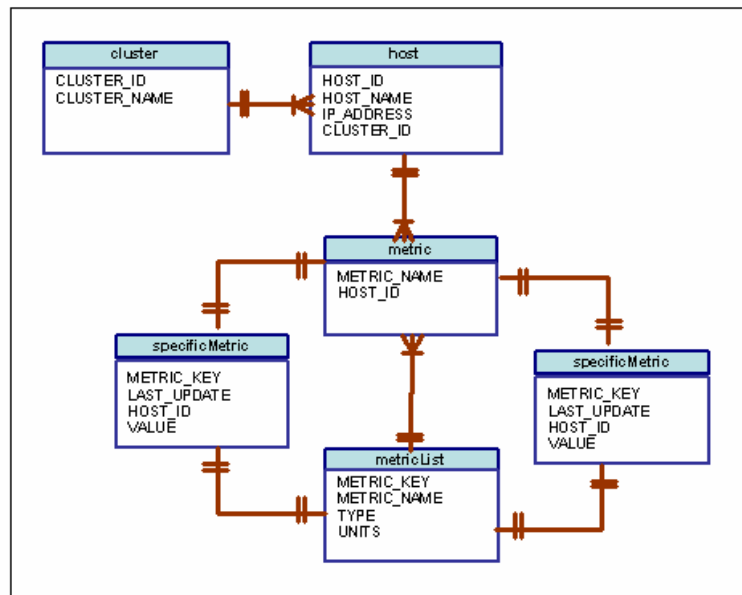 cluster
CLUSTER_ID
CLUSTER_NAME
host
HOST_ID
HOST_NAME
IP_ADDRESS
CLUSTER_ID
metric
METRIC_NAME
HOST_ID
specificMetric
METRIC_KEY
LAST_UPDATE
HOST_ID
VALUE
specificMetric
METRIC_KEY
LAST_UPDATE
HOST_ID
VALUE
metricList
METRIC_KEY
METRIC_NAME
TYPE
UNITS